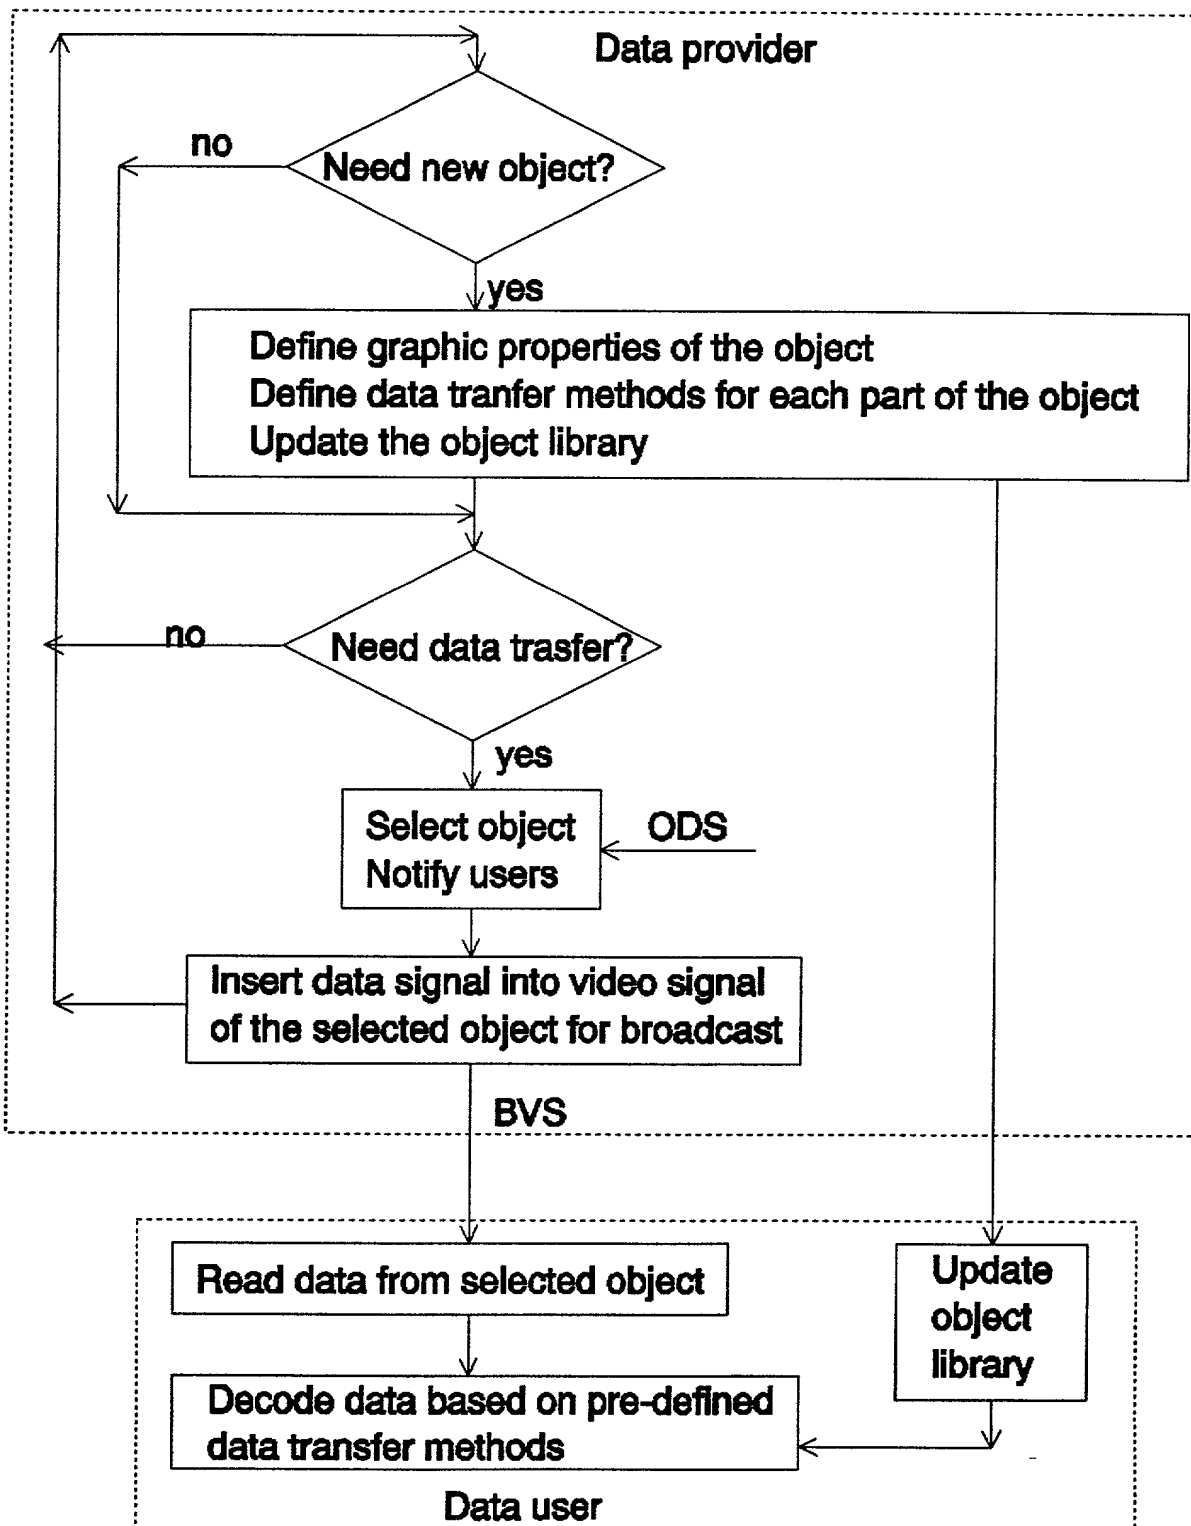 Data provider
no
Need new object?
yes
Define graphic properties of the object
Define data tranfer methods for each part of the object
Update the object library
no
Need data trasfer?
yes
Select object
Notify users
ODS
Insert data signal into video signal
of the selected object for broadcast
BVS
Read data from selected object
Update
object
library
Decode data based on pre-defined
data transfer methods
Data user